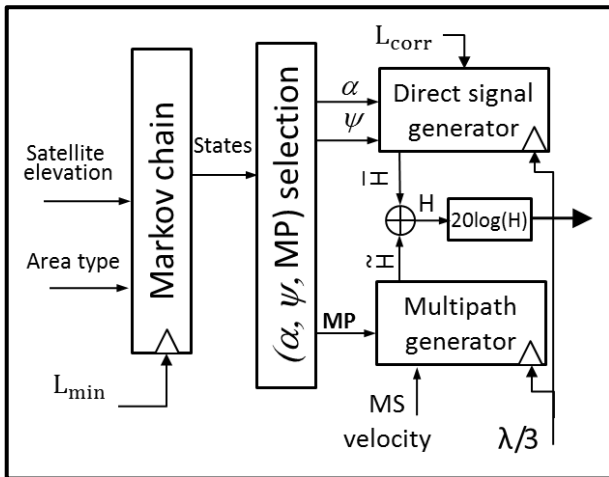 L_corr
α
ψ
Direct signal
generator
Markov chain
States
(α, ψ, MP) selection
Satellite
elevation
Area type
H̄
H
20log(H)
H̃
MP
Multipath
generator
L_min
MS
velocity
λ/3